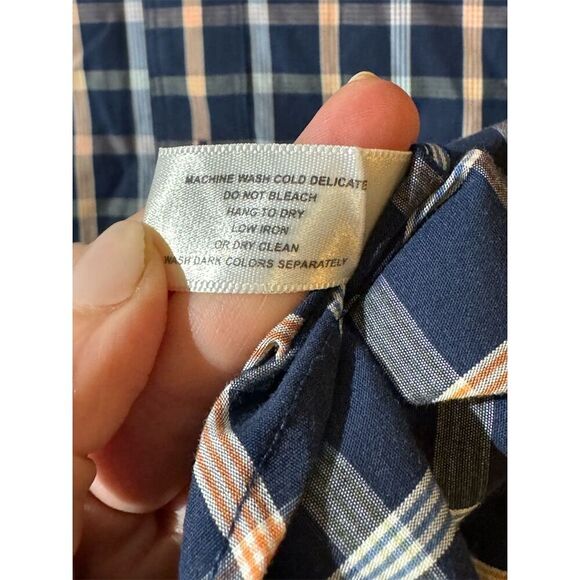 MACHINE WASH COLD DELICATE
DO NOT BLEACH
HANG TO DRY
LOW IRON
OR DRY CLEAN
WASH DARK COLORS SEPARATELY